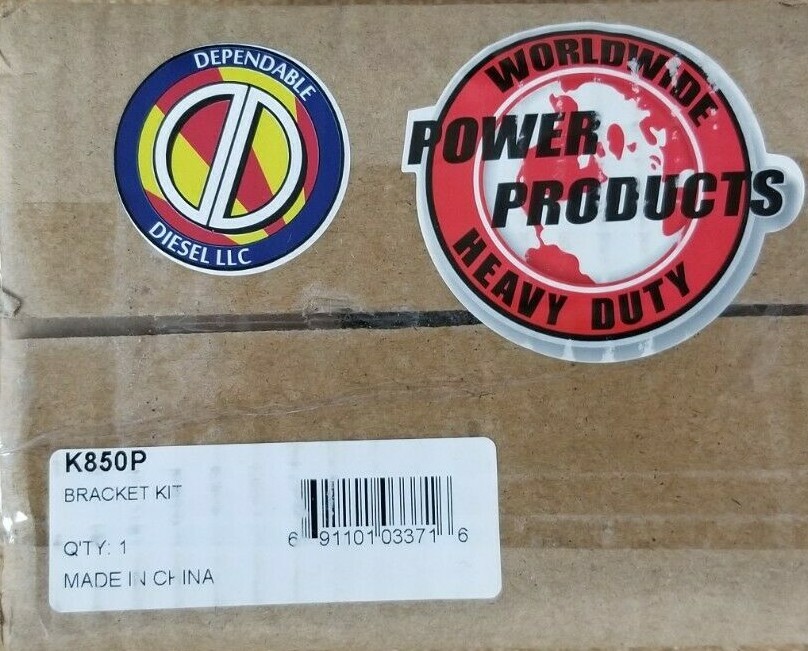 DEPENDABLE
DIESEL LLC
WORLDWIDE
POWER
PRODUCTS
HEAVY DUTY
K850P
BRACKET KIT
Q'TY: 1
MADE IN CHINA
6 91101 03371 6